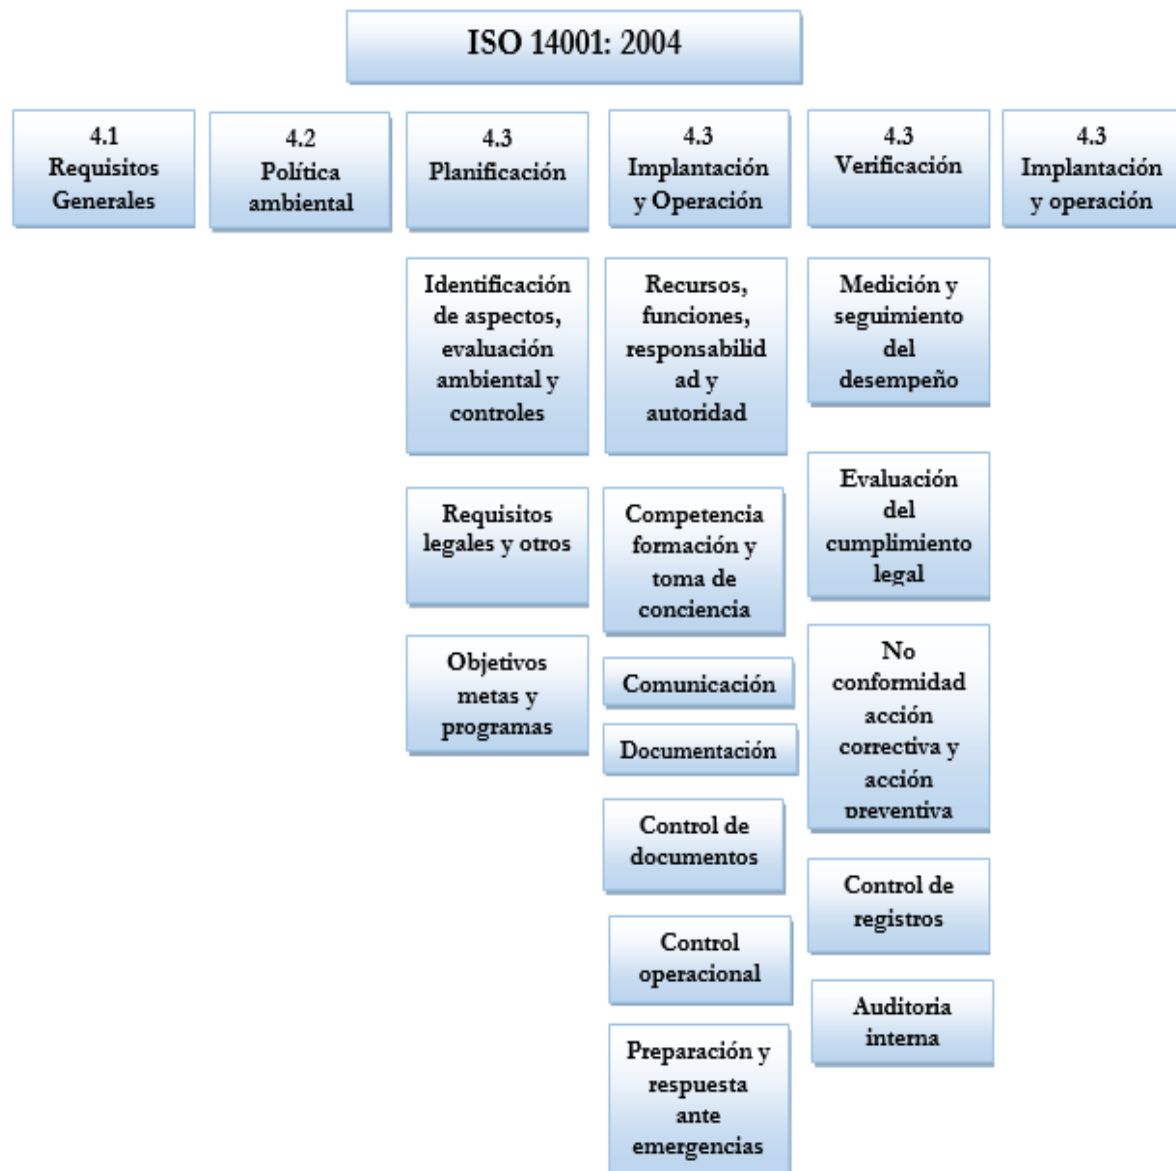 ISO 14001: 2004
4.1
Requisitos
Generales
4.2
Política
ambiental
4.3
Planificación
4.3
Implantación
y Operación
4.3
Verificación
4.3
Implantación
y operación
Identificación
de aspectos,
evaluación
ambiental y
controles
Requisitos
legales y otros
Objetivos
metas y
programas
Recursos,
funciones,
responsabilid
ad y
autoridad
Competencia
formación y
toma de
conciencia
Comunicación
Documentación
Control de
documentos
Control
operacional
Preparación y
respuesta
ante
emergencias
Medición y
seguimiento
del
desempeño
Evaluación
del
cumplimiento
legal
No
conformidad
acción
correctiva y
acción
preventiva
Control de
registros
Auditoria
interna